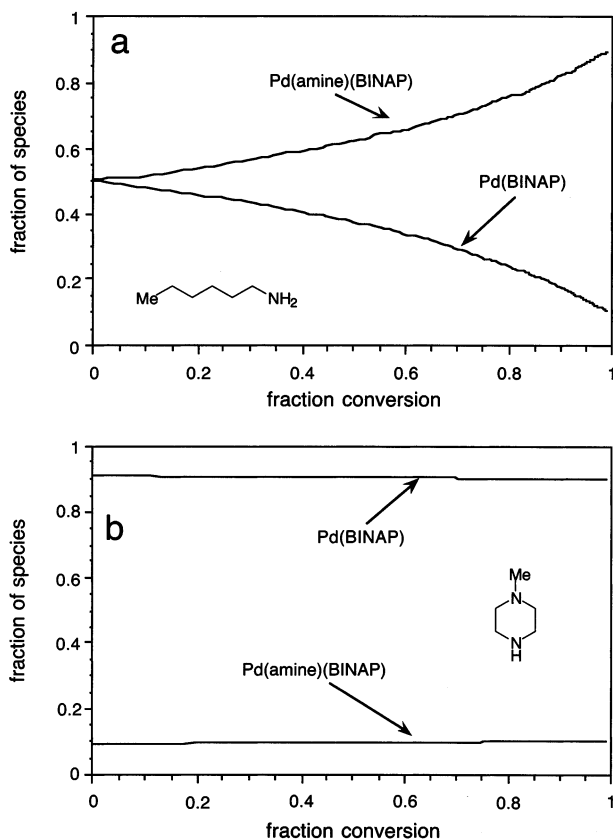 a
1
0.8
0.6
0.4
0.2
0
fraction of species
Pd(amine)(BINAP)
Pd(BINAP)
Me
NH2
0
0.2
0.4
0.6
0.8
1
fraction conversion
b
1
0.8
0.6
0.4
0.2
0
fraction of species
Pd(BINAP)
Me
N
N
H
Pd(amine)(BINAP)
0
0.2
0.4
0.6
0.8
1
fraction conversion